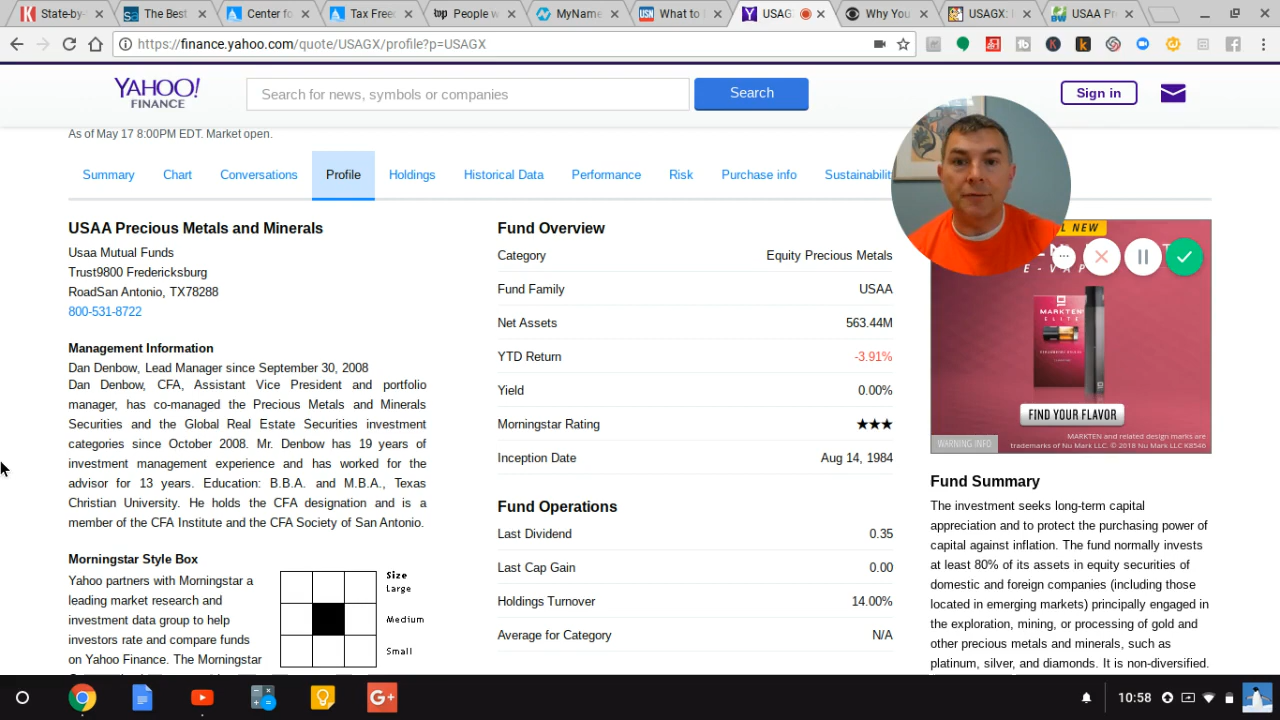 State-by-
The Best
Center fo
Tax Free
People w
MyName
What to
USAG
Why You
USAGX:
USAA Pr
https://finance.yahoo.com/quote/USAGX/profile?p=USAGX
YAHOO!
FINANCE
Search for news, symbols or companies
Search
Sign in
As of May 17 8:00PM EDT. Market open.
Summary
Chart
Conversations
Profile
Holdings
Historical Data
Performance
Risk
Purchase info
Sustainabilit
USAA Precious Metals and Minerals
Usaa Mutual Funds
Trust9800 Fredericksburg
RoadSan Antonio, TX78288
800-531-8722
Management Information
Dan Denbow, Lead Manager since September 30, 2008
Dan Denbow, CFA, Assistant Vice President and portfolio
manager, has co-managed the Precious Metals and Minerals
Securities and the Global Real Estate Securities investment
categories since October 2008. Mr. Denbow has 19 years of
investment management experience and has worked for the
advisor for 13 years. Education: B.B.A. and M.B.A., Texas
Christian University. He holds the CFA designation and is a
member of the CFA Institute and the CFA Society of San Antonio.
Morningstar Style Box
Yahoo partners with Morningstar a
leading market research and
investment data group to help
investors rate and compare funds
on Yahoo Finance. The Morningstar
Size
Large
Medium
Small
Fund Overview
Category Equity Precious Metals
Fund Family USAA
Net Assets 563.44M
YTD Return -3.91%
Yield 0.00%
Morningstar Rating ★★★
Inception Date Aug 14, 1984
Fund Operations
Last Dividend 0.35
Last Cap Gain 0.00
Holdings Turnover 14.00%
Average for Category N/A
NEW
E-VAP
MARKTEN
ELITE
FIND YOUR FLAVOR
WARNING INFO
MARKTEN and related design marks are
trademarks of Nu Mark LLC. © 2018 Nu Mark LLC K8546
Fund Summary
The investment seeks long-term capital
appreciation and to protect the purchasing power of
capital against inflation. The fund normally invests
at least 80% of its assets in equity securities of
domestic and foreign companies (including those
located in emerging markets) principally engaged in
the exploration, mining, or processing of gold and
other precious metals and minerals, such as
platinum, silver, and diamonds. It is non-diversified.
10:58